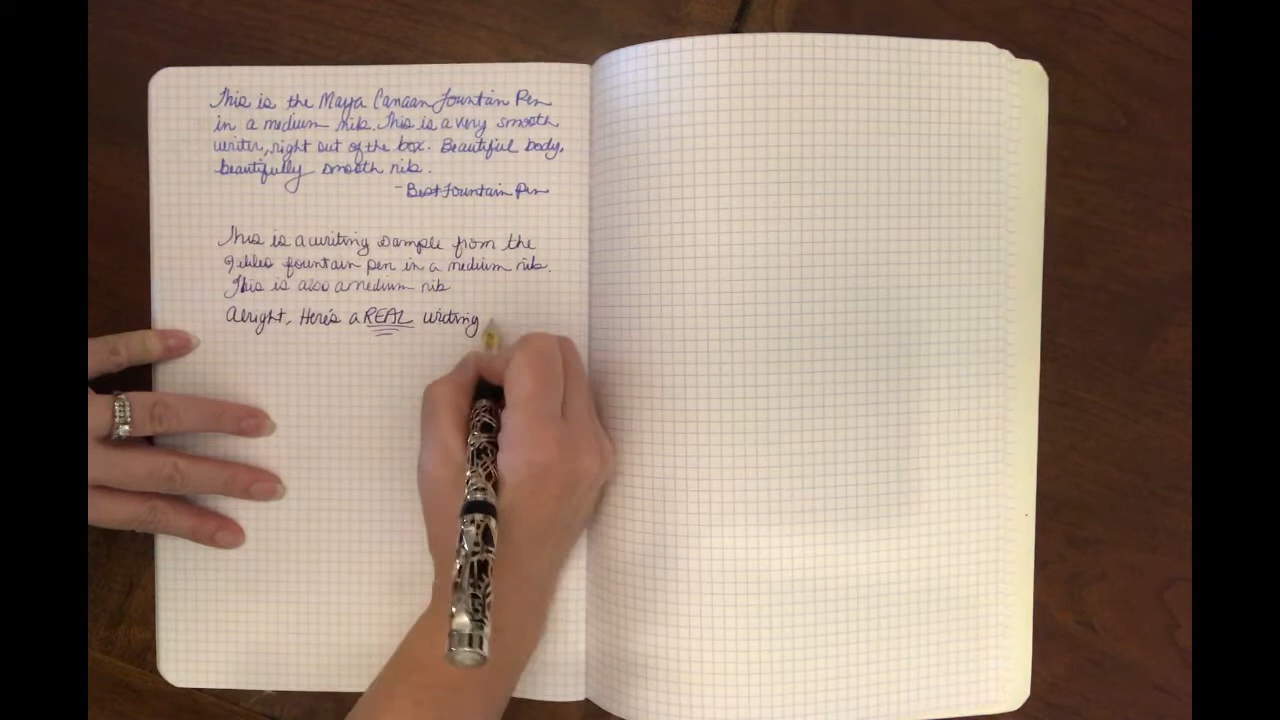 This is the Maya Canaan Fountain Pen
in a medium nib. This is a very smooth
writer, right out of the box. Beautiful body,
beautifully smooth nib.
- Best Fountain Pen
This is a writing sample from the
Galileo fountain pen in a medium nib.
This is also a medium nib
Alright, Here's a REAL writing